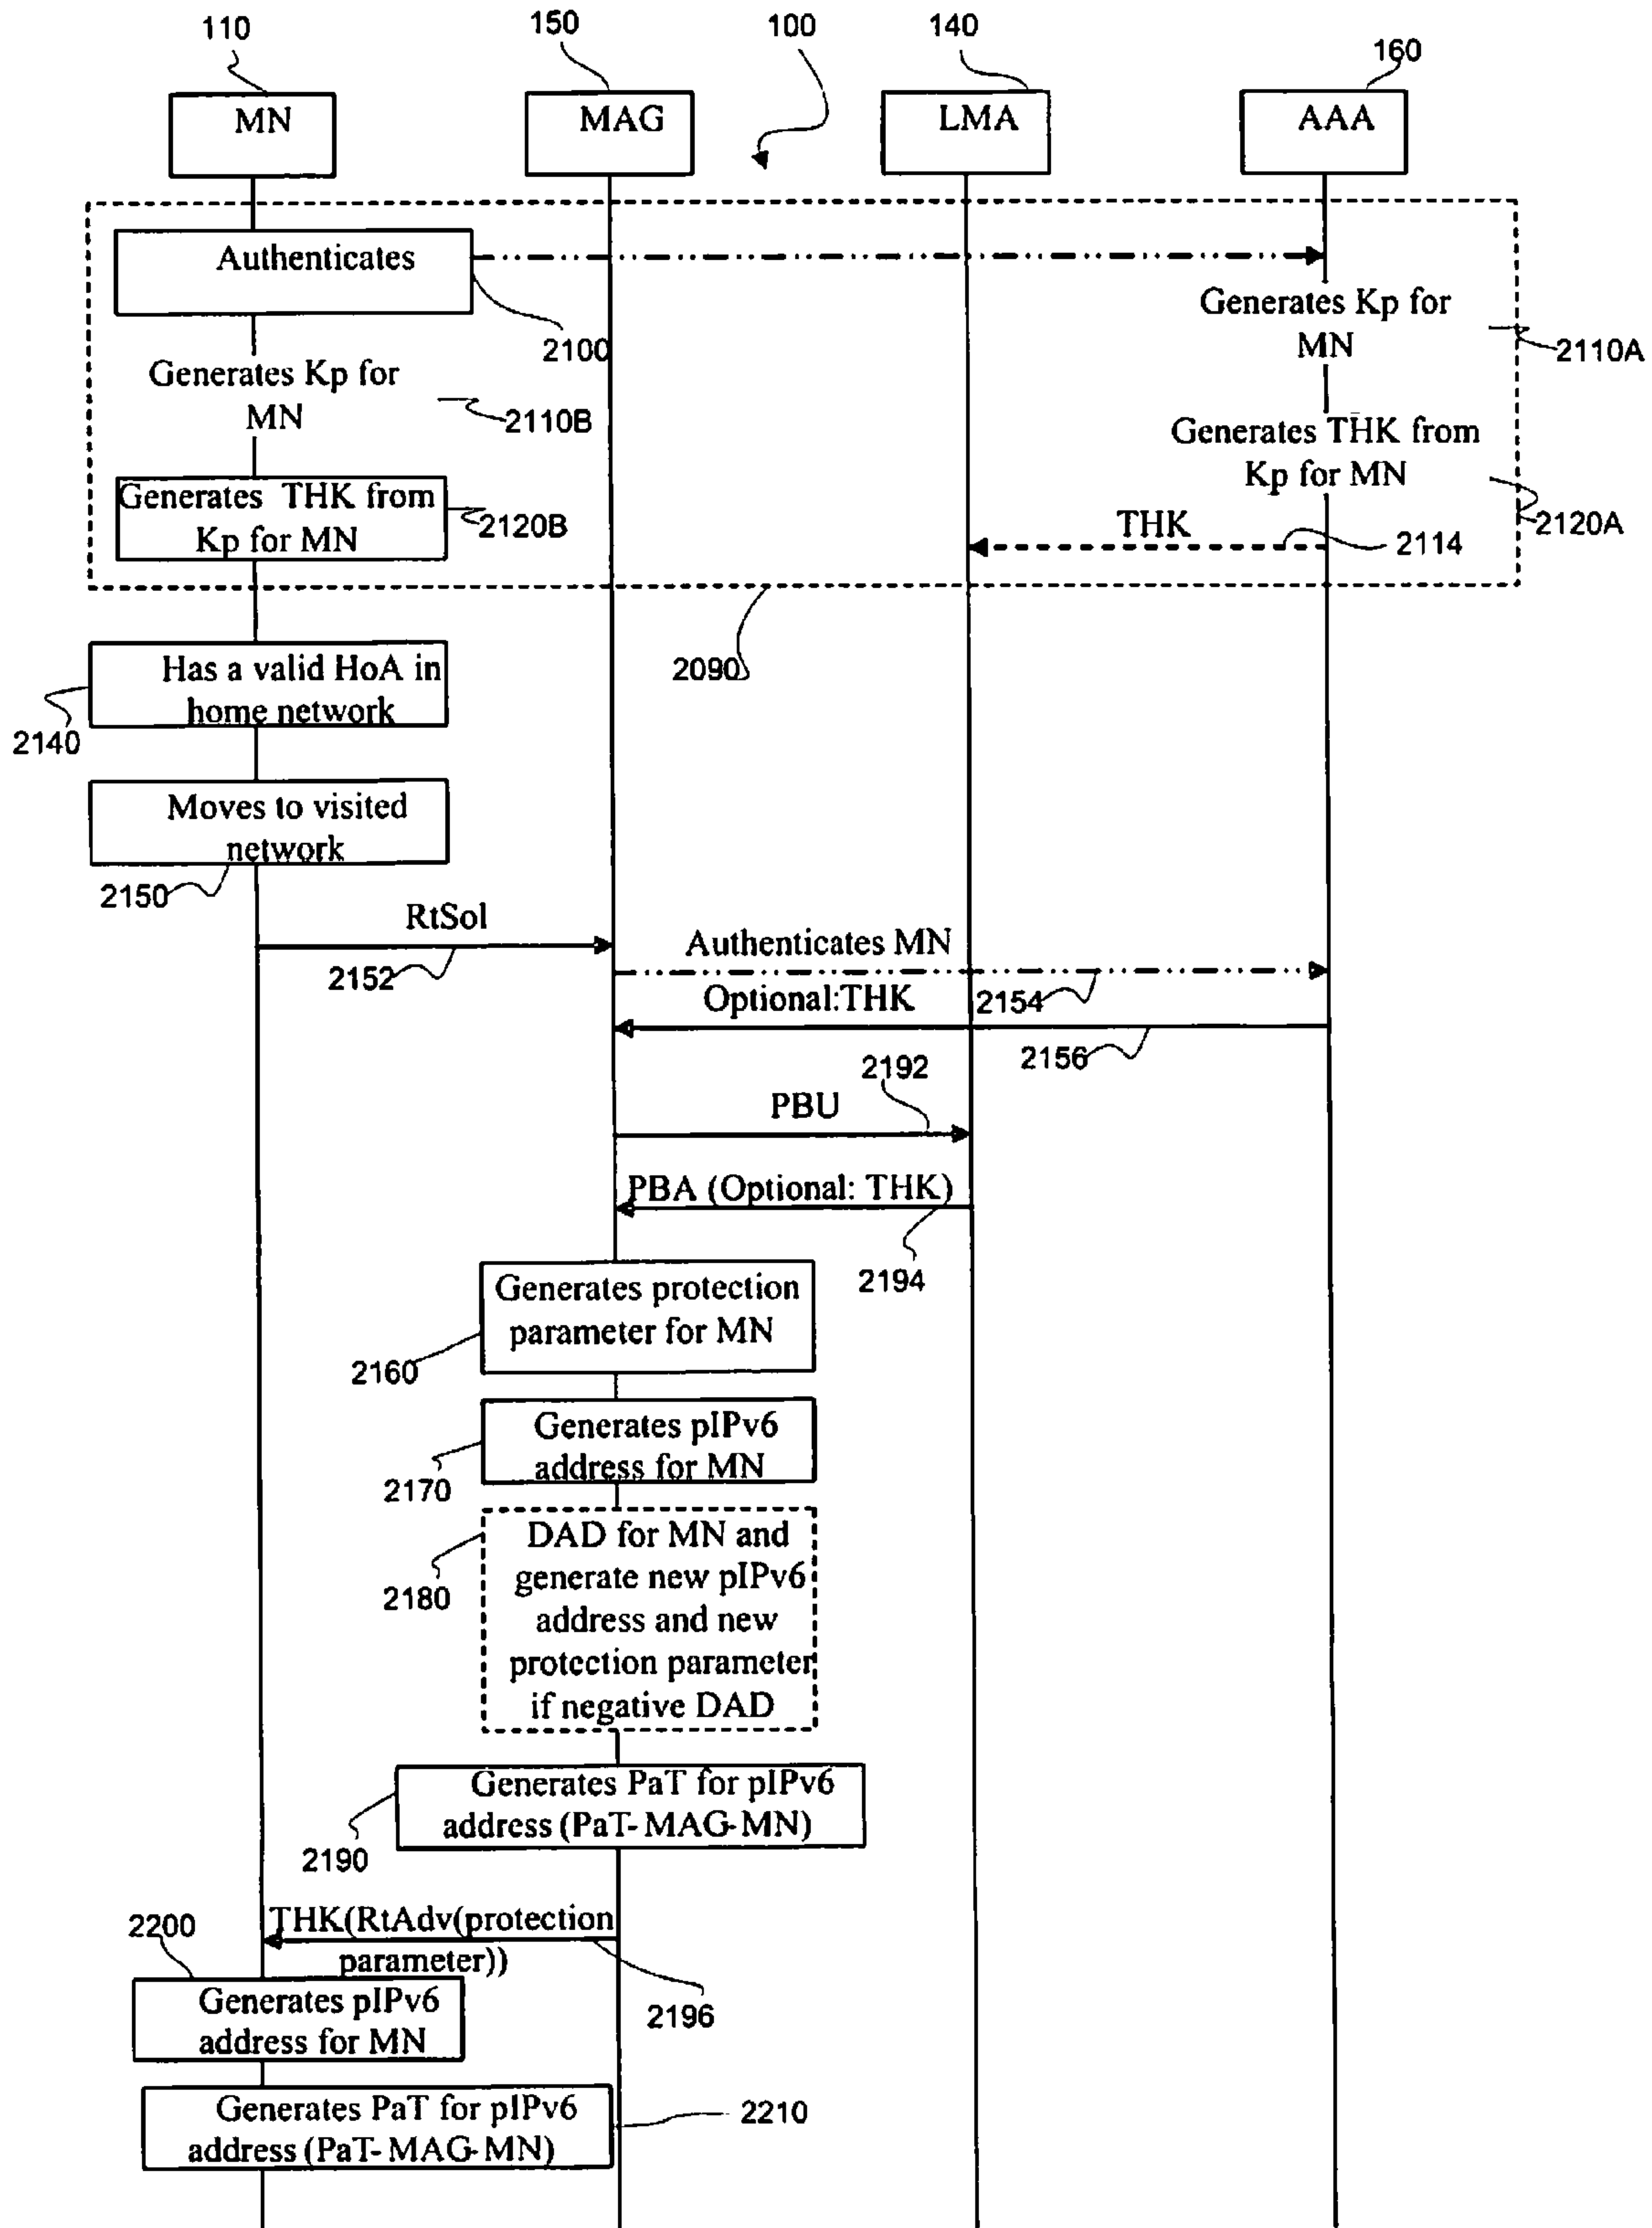 110
150
100
140
160
MN
MAG
LMA
AAA
Authenticates
2100
Generates Kp for
MN
2110A
Generates Kp for
MN
2110B
Generates THK from
Kp for MN
2120A
Generates THK from
Kp for MN
2120B
THK
2114
2090
Has a valid HoA in
home network
2140
Moves to visited
network
2150
RtSol
2152
Authenticates MN
2154
Optional:THK
2156
2192
PBU
PBA (Optional: THK)
2194
Generates protection
parameter for MN
2160
Generates pIPv6
address for MN
2170
DAD for MN and
generate new pIPv6
address and new
protection parameter
if negative DAD
2180
Generates PaT for pIPv6
address (PaT-MAG-MN)
2190
THK(RtAdv(protection
parameter))
2196
2200
Generates pIPv6
address for MN
Generates PaT for pIPv6
address (PaT-MAG-MN)
2210